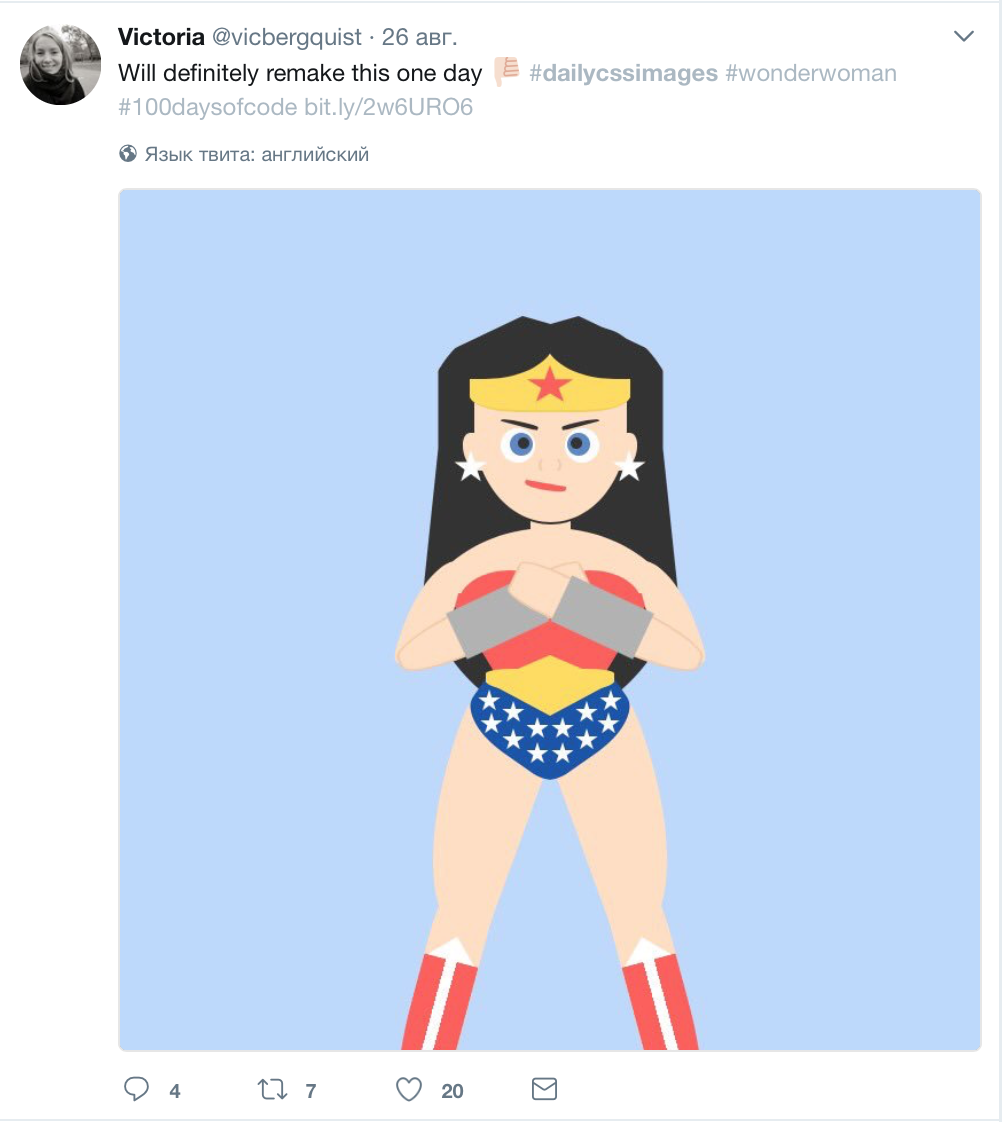 Victoria @vicbergquist · 26 авг.
Will definitely remake this one day 👎🏻 #dailycssimages #wonderwoman
#100daysofcode bit.ly/2w6URO6
Язык твита: английский
4 7 20